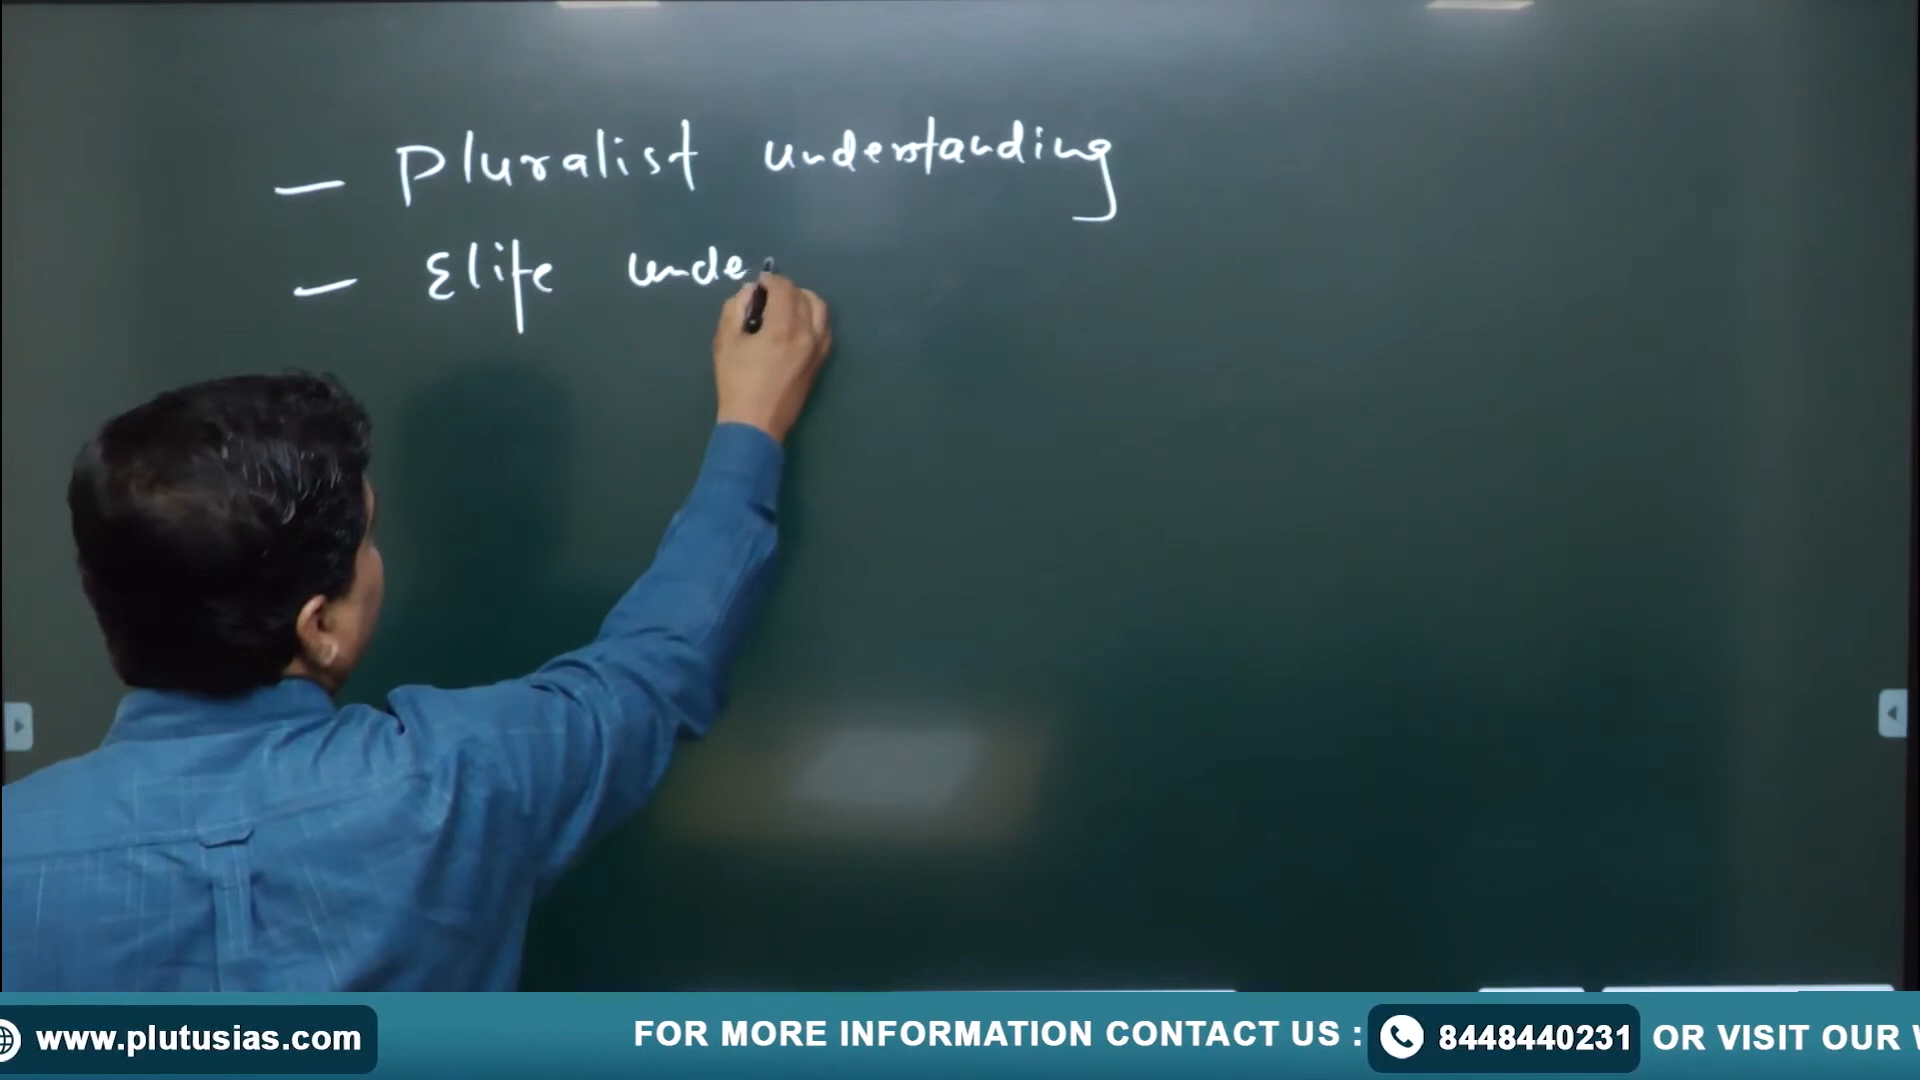 - Pluralist understanding
- Elite unde
www.plutusias.com
FOR MORE INFORMATION CONTACT US : 8448440231 OR VISIT OUR W